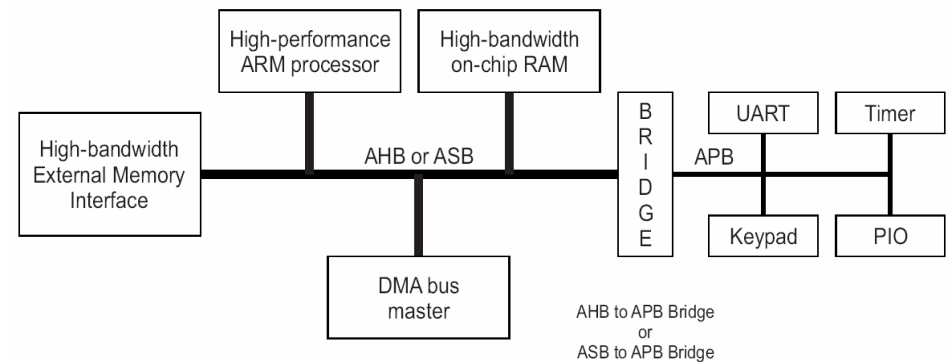 High-performance
ARM processor
High-bandwidth
on-chip RAM
High-bandwidth
External Memory
Interface
AHB or ASB
DMA bus
master
B
R
I
D
G
E
APB
UART
Timer
Keypad
PIO
AHB to APB Bridge
or
ASB to APB Bridge